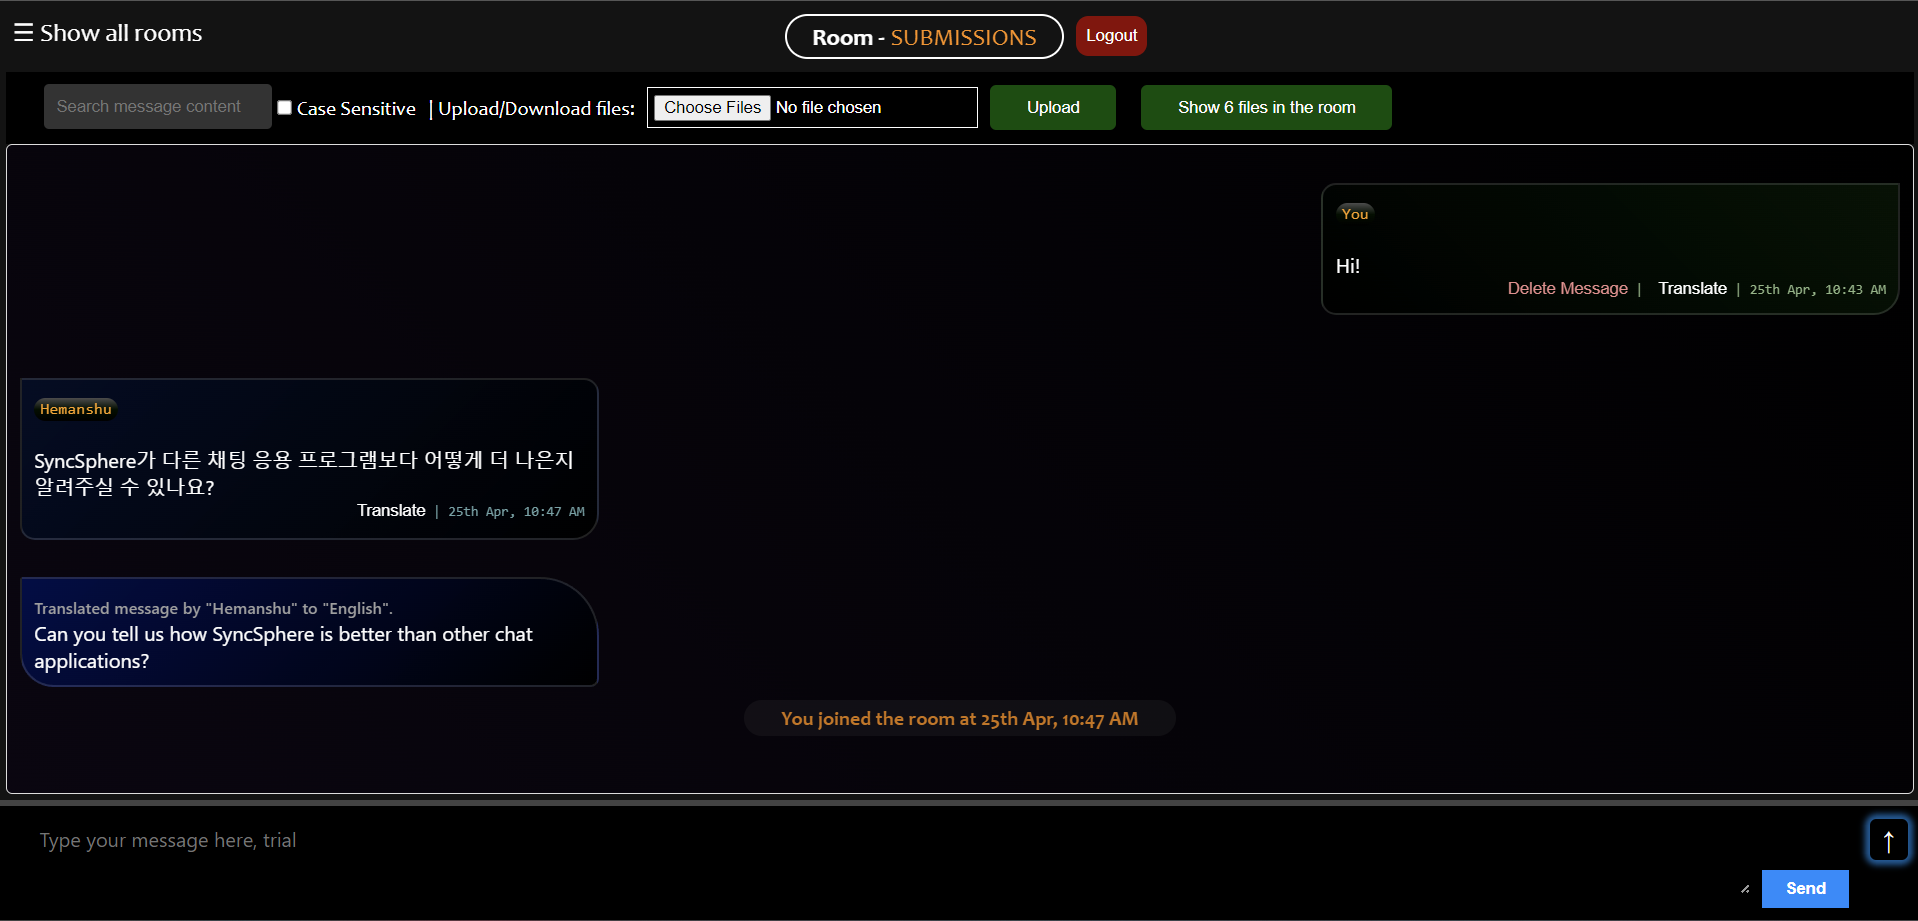 ☰ Show all rooms
Room - SUBMISSIONS
Logout
Search message content
Case Sensitive | Upload/Download files:
Choose Files No file chosen
Upload
Show 6 files in the room
You
Hi!
Delete Message | Translate | 25th Apr, 10:43 AM
Hemanshu
SyncSphere가 다른 채팅 응용 프로그램보다 어떻게 더 나은지
알려주실 수 있나요?
Translate | 25th Apr, 10:47 AM
Translated message by "Hemanshu" to "English".
Can you tell us how SyncSphere is better than other chat
applications?
You joined the room at 25th Apr, 10:47 AM
Type your message here, trial
↑
Send